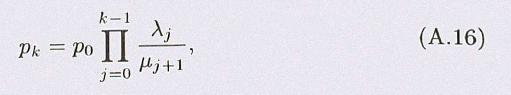 p_k = p_0 \prod_{j=0}^{k-1} \frac{\lambda_j}{\mu_{j+1}}, (A.16)